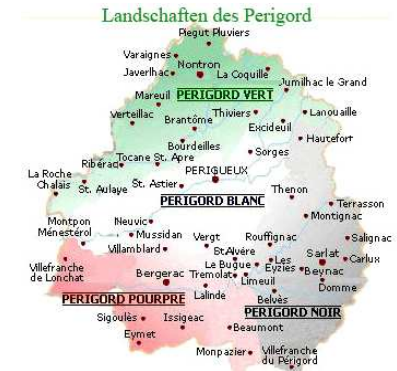 Landschaften des Perigord
Piegut Pluviers
Varaignes
Nontron
Javerlhac
La Coquille
Jumilhac le Grand
Mareuil
PERIGORD VERT
Verteillac
Brantôme
Thiviers
Lanouaille
Excideuil
Bourdeilles
Hautefort
Tocane St. Apre
Sorges
Ribérac
La Roche
Chalais
PERIGUEUX
St. Aulaye
St. Astier
Thenon
PERIGORD BLANC
Terrasson
Montignac
Montpon
Ménestérol
Neuvic
Mussidan
Vergt
Rouffignac
Salignac
Villamblard
St Alvére
Sarlat
Carlux
Villefranche
de Lonchat
Le Bugue
Les
Eyzies
Beynac
Bergerac
Tremolat
Limeuil
Domme
PERIGORD POURPRE
Lalinde
Belvès
PERIGORD NOIR
Sigoulès
Issigeac
Beaumont
Eymet
Monpazier
Villefranche
du Périgord